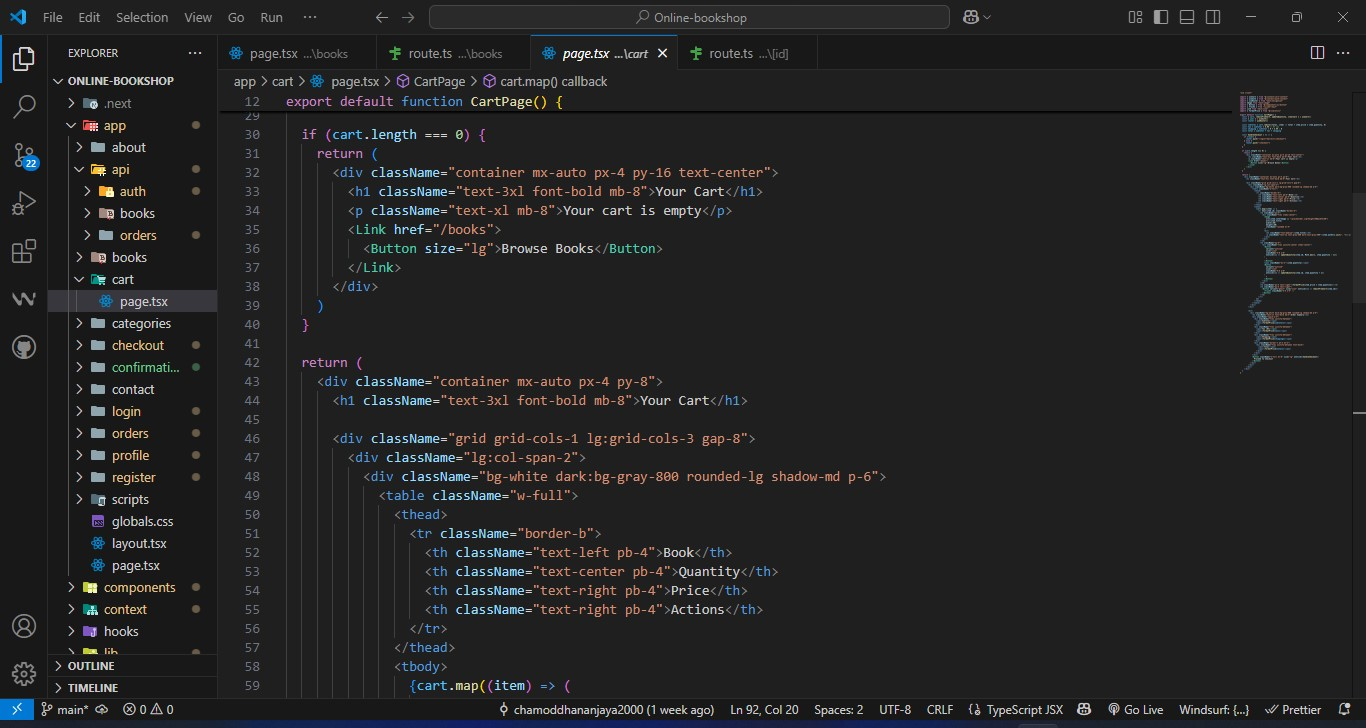 File Edit Selection View Go Run ··· Online-bookshop
EXPLORER ···
ONLINE-BOOKSHOP
.next
app
about
api
auth
books
orders
books
cart
page.tsx
categories
checkout
confirmati...
contact
login
orders
profile
register
scripts
globals.css
layout.tsx
page.tsx
components
context
hooks
lib
OUTLINE
TIMELINE
22
page.tsx ...\books
route.ts ...\books
page.tsx ...\cart
route.ts ...\[id]
app > cart > page.tsx > CartPage > cart.map() callback
12 export default function CartPage() {
29
30 if (cart.length === 0) {
31 return (
32 <div className="container mx-auto px-4 py-16 text-center">
33 <h1 className="text-3xl font-bold mb-8">Your Cart</h1>
34 <p className="text-xl mb-8">Your cart is empty</p>
35 <Link href="/books">
36 <Button size="lg">Browse Books</Button>
37 </Link>
38 </div>
39 )
40 }
41
42 return (
43 <div className="container mx-auto px-4 py-8">
44 <h1 className="text-3xl font-bold mb-8">Your Cart</h1>
45
46 <div className="grid grid-cols-1 lg:grid-cols-3 gap-8">
47 <div className="lg:col-span-2">
48 <div className="bg-white dark:bg-gray-800 rounded-lg shadow-md p-6">
49 <table className="w-full">
50 <thead>
51 <tr className="border-b">
52 <th className="text-left pb-4">Book</th>
53 <th className="text-center pb-4">Quantity</th>
54 <th className="text-right pb-4">Price</th>
55 <th className="text-right pb-4">Actions</th>
56 </tr>
57 </thead>
58 <tbody>
59 {cart.map((item) => (
main* 0 0 chamoddhananjaya2000 (1 week ago) Ln 92, Col 20 Spaces: 2 UTF-8 CRLF {} TypeScript JSX Go Live Windsurf: {...} Prettier